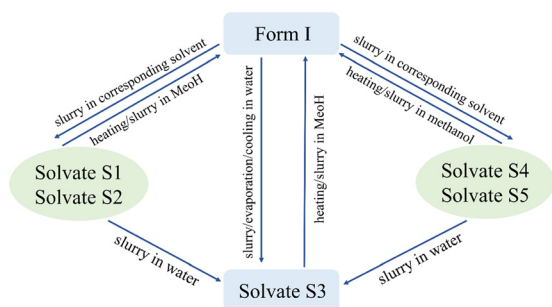 Form I
slurry in corresponding solvent
heating/slurry in MeoH
slurry/evaporation/cooling in water
heating/slurry in MeoH
slurry in corresponding solvent
heating/slurry in methanol
Solvate S1
Solvate S2
Solvate S4
Solvate S5
slurry in water
slurry in water
Solvate S3